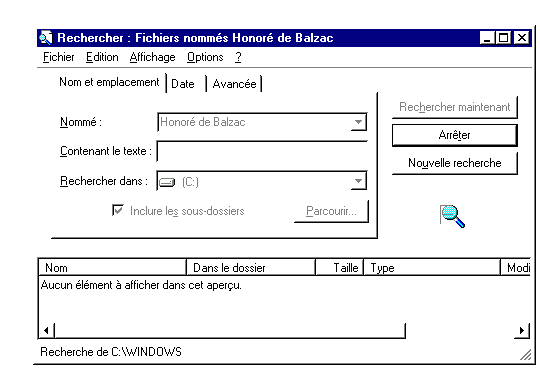 Rechercher : Fichiers nommés Honoré de Balzac
Fichier Edition Affichage Options ?
Nom et emplacement Date Avancée
Nommé : Honoré de Balzac
Contenant le texte :
Rechercher dans : (C:)
Inclure les sous-dossiers Parcourir...
Rechercher maintenant
Arrêter
Nouvelle recherche
Nom Dans le dossier Taille Type Modi
Aucun élément à afficher dans cet aperçu.
Recherche de C:\WINDOWS